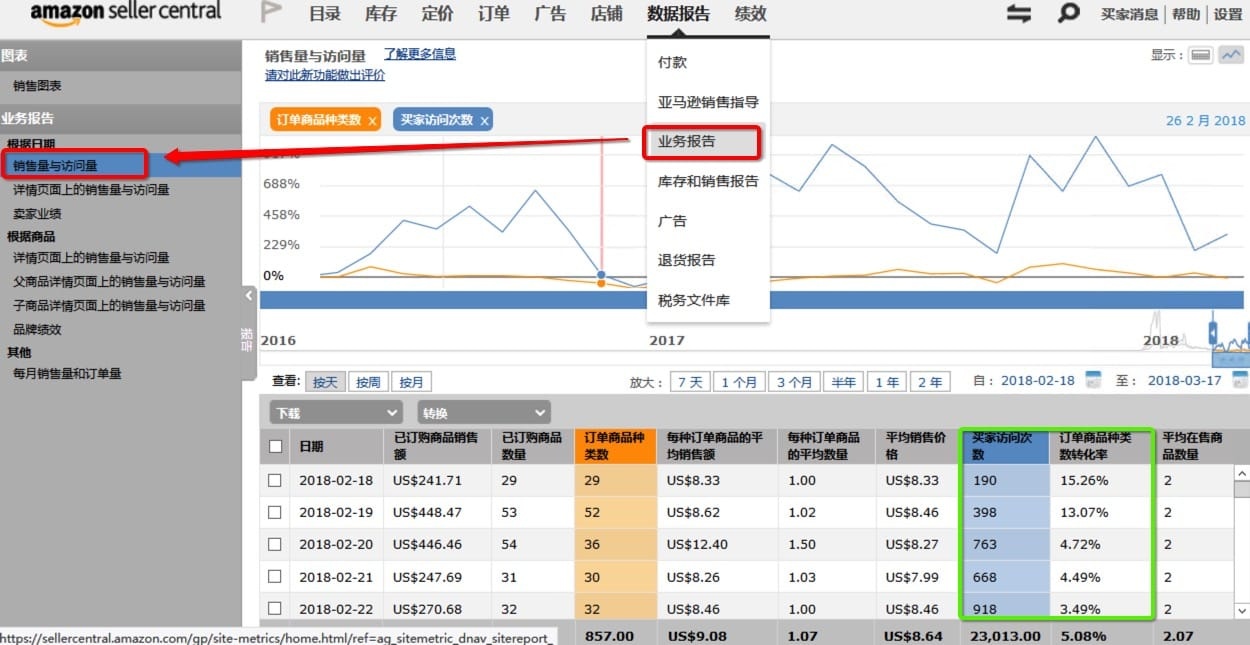 amazon seller central
目录 库存 定价 订单 广告 店铺 数据报告 绩效
买家消息 | 帮助 | 设置
图表
销售图表
业务报告
根据日期
销售量与访问量
详情页面上的销售量与访问量
卖家业绩
根据商品
详情页面上的销售量与访问量
父商品详情页面上的销售量与访问量
子商品详情页面上的销售量与访问量
品牌绩效
其他
每月销售量和订单量
报告
销售量与访问量 了解更多信息
请对此新功能做出评价
显示：
订单商品种类数 x 买家访问次数 x
26 2 月 2018
付款
亚马逊销售指导
业务报告
库存和销售报告
广告
退货报告
税务文件库
688%
458%
229%
0%
2016 2017 2018
查看: 按天 按周 按月 放大： 7 天 1 个月 3 个月 半年 1 年 2 年 自： 2018-02-18 至： 2018-03-17
下载 转换
日期 已订购商品销售额 已订购商品数量 订单商品种类数 每种订单商品的平均销售额 每种订单商品的平均数量 平均销售价格 买家访问次数 订单商品种类数转化率 平均在售商品数量
2018-02-18 US$241.71 29 29 US$8.33 1.00 US$8.33 190 15.26% 2
2018-02-19 US$448.47 53 52 US$8.62 1.02 US$8.46 398 13.07% 2
2018-02-20 US$446.46 54 36 US$12.40 1.50 US$8.27 763 4.72% 2
2018-02-21 US$247.69 31 30 US$8.26 1.03 US$7.99 668 4.49% 2
2018-02-22 US$270.68 32 32 US$8.46 1.00 US$8.46 918 3.49% 2
857.00 US$9.08 1.07 US$8.64 23,013.00 5.08% 2.07
https://sellercentral.amazon.com/gp/site-metrics/home.html/ref=ag_sitemetric_dnav_sitereport_